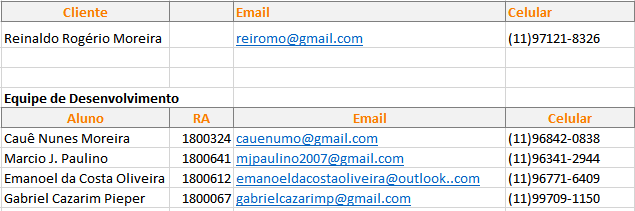 Cliente Email Celular
Reinaldo Rogério Moreira reiromo@gmail.com (11)97121-8326
Equipe de Desenvolvimento
Aluno RA Email Celular
Cauê Nunes Moreira 1800324 cauenumo@gmail.com (11)96842-0838
Marcio J. Paulino 1800641 mjpaulino2007@gmail.com (11)96341-2944
Emanoel da Costa Oliveira 1800612 emanoeldacostaoliveira@outlook..com (11)96771-6409
Gabriel Cazarim Pieper 1800067 gabrielcazarimp@gmail.com (11)99709-1150